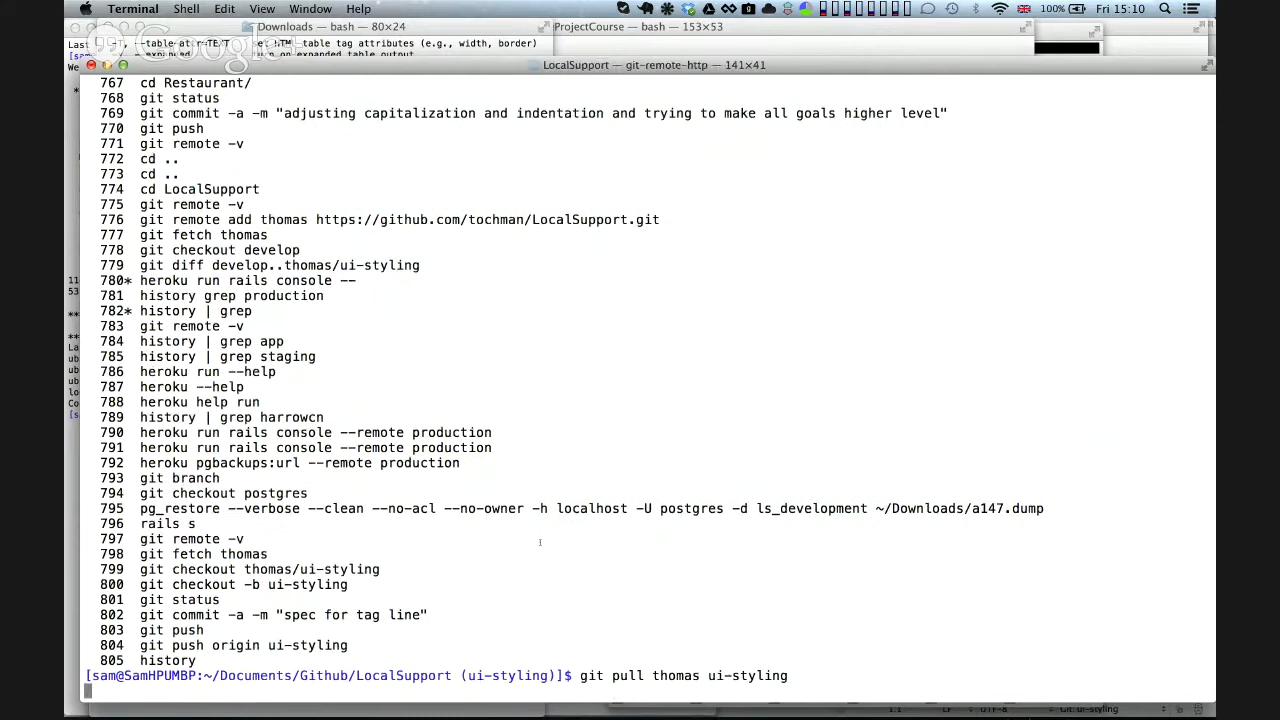 Terminal Shell Edit View Window Help 100% Fri 15:10
Downloads — bash — 80×24
ProjectCourse — bash — 153×53
Google+
LocalSupport — git-remote-http — 141×41
767 cd Restaurant/
768 git status
769 git commit -a -m "adjusting capitalization and indentation and trying to make all goals higher level"
770 git push
771 git remote -v
772 cd ..
773 cd ..
774 cd LocalSupport
775 git remote -v
776 git remote add thomas https://github.com/tochman/LocalSupport.git
777 git fetch thomas
778 git checkout develop
779 git diff develop..thomas/ui-styling
780* heroku run rails console --
781 history grep production
782* history | grep
783 git remote -v
784 history | grep app
785 history | grep staging
786 heroku run --help
787 heroku --help
788 heroku help run
789 history | grep harrowcn
790 heroku run rails console --remote production
791 heroku run rails console --remote production
792 heroku pgbackups:url --remote production
793 git branch
794 git checkout postgres
795 pg_restore --verbose --clean --no-acl --no-owner -h localhost -U postgres -d ls_development ~/Downloads/a147.dump
796 rails s
797 git remote -v
798 git fetch thomas
799 git checkout thomas/ui-styling
800 git checkout -b ui-styling
801 git status
802 git commit -a -m "spec for tag line"
803 git push
804 git push origin ui-styling
805 history
[sam@SamHPUMBP:~/Documents/Github/LocalSupport (ui-styling)]$ git pull thomas ui-styling